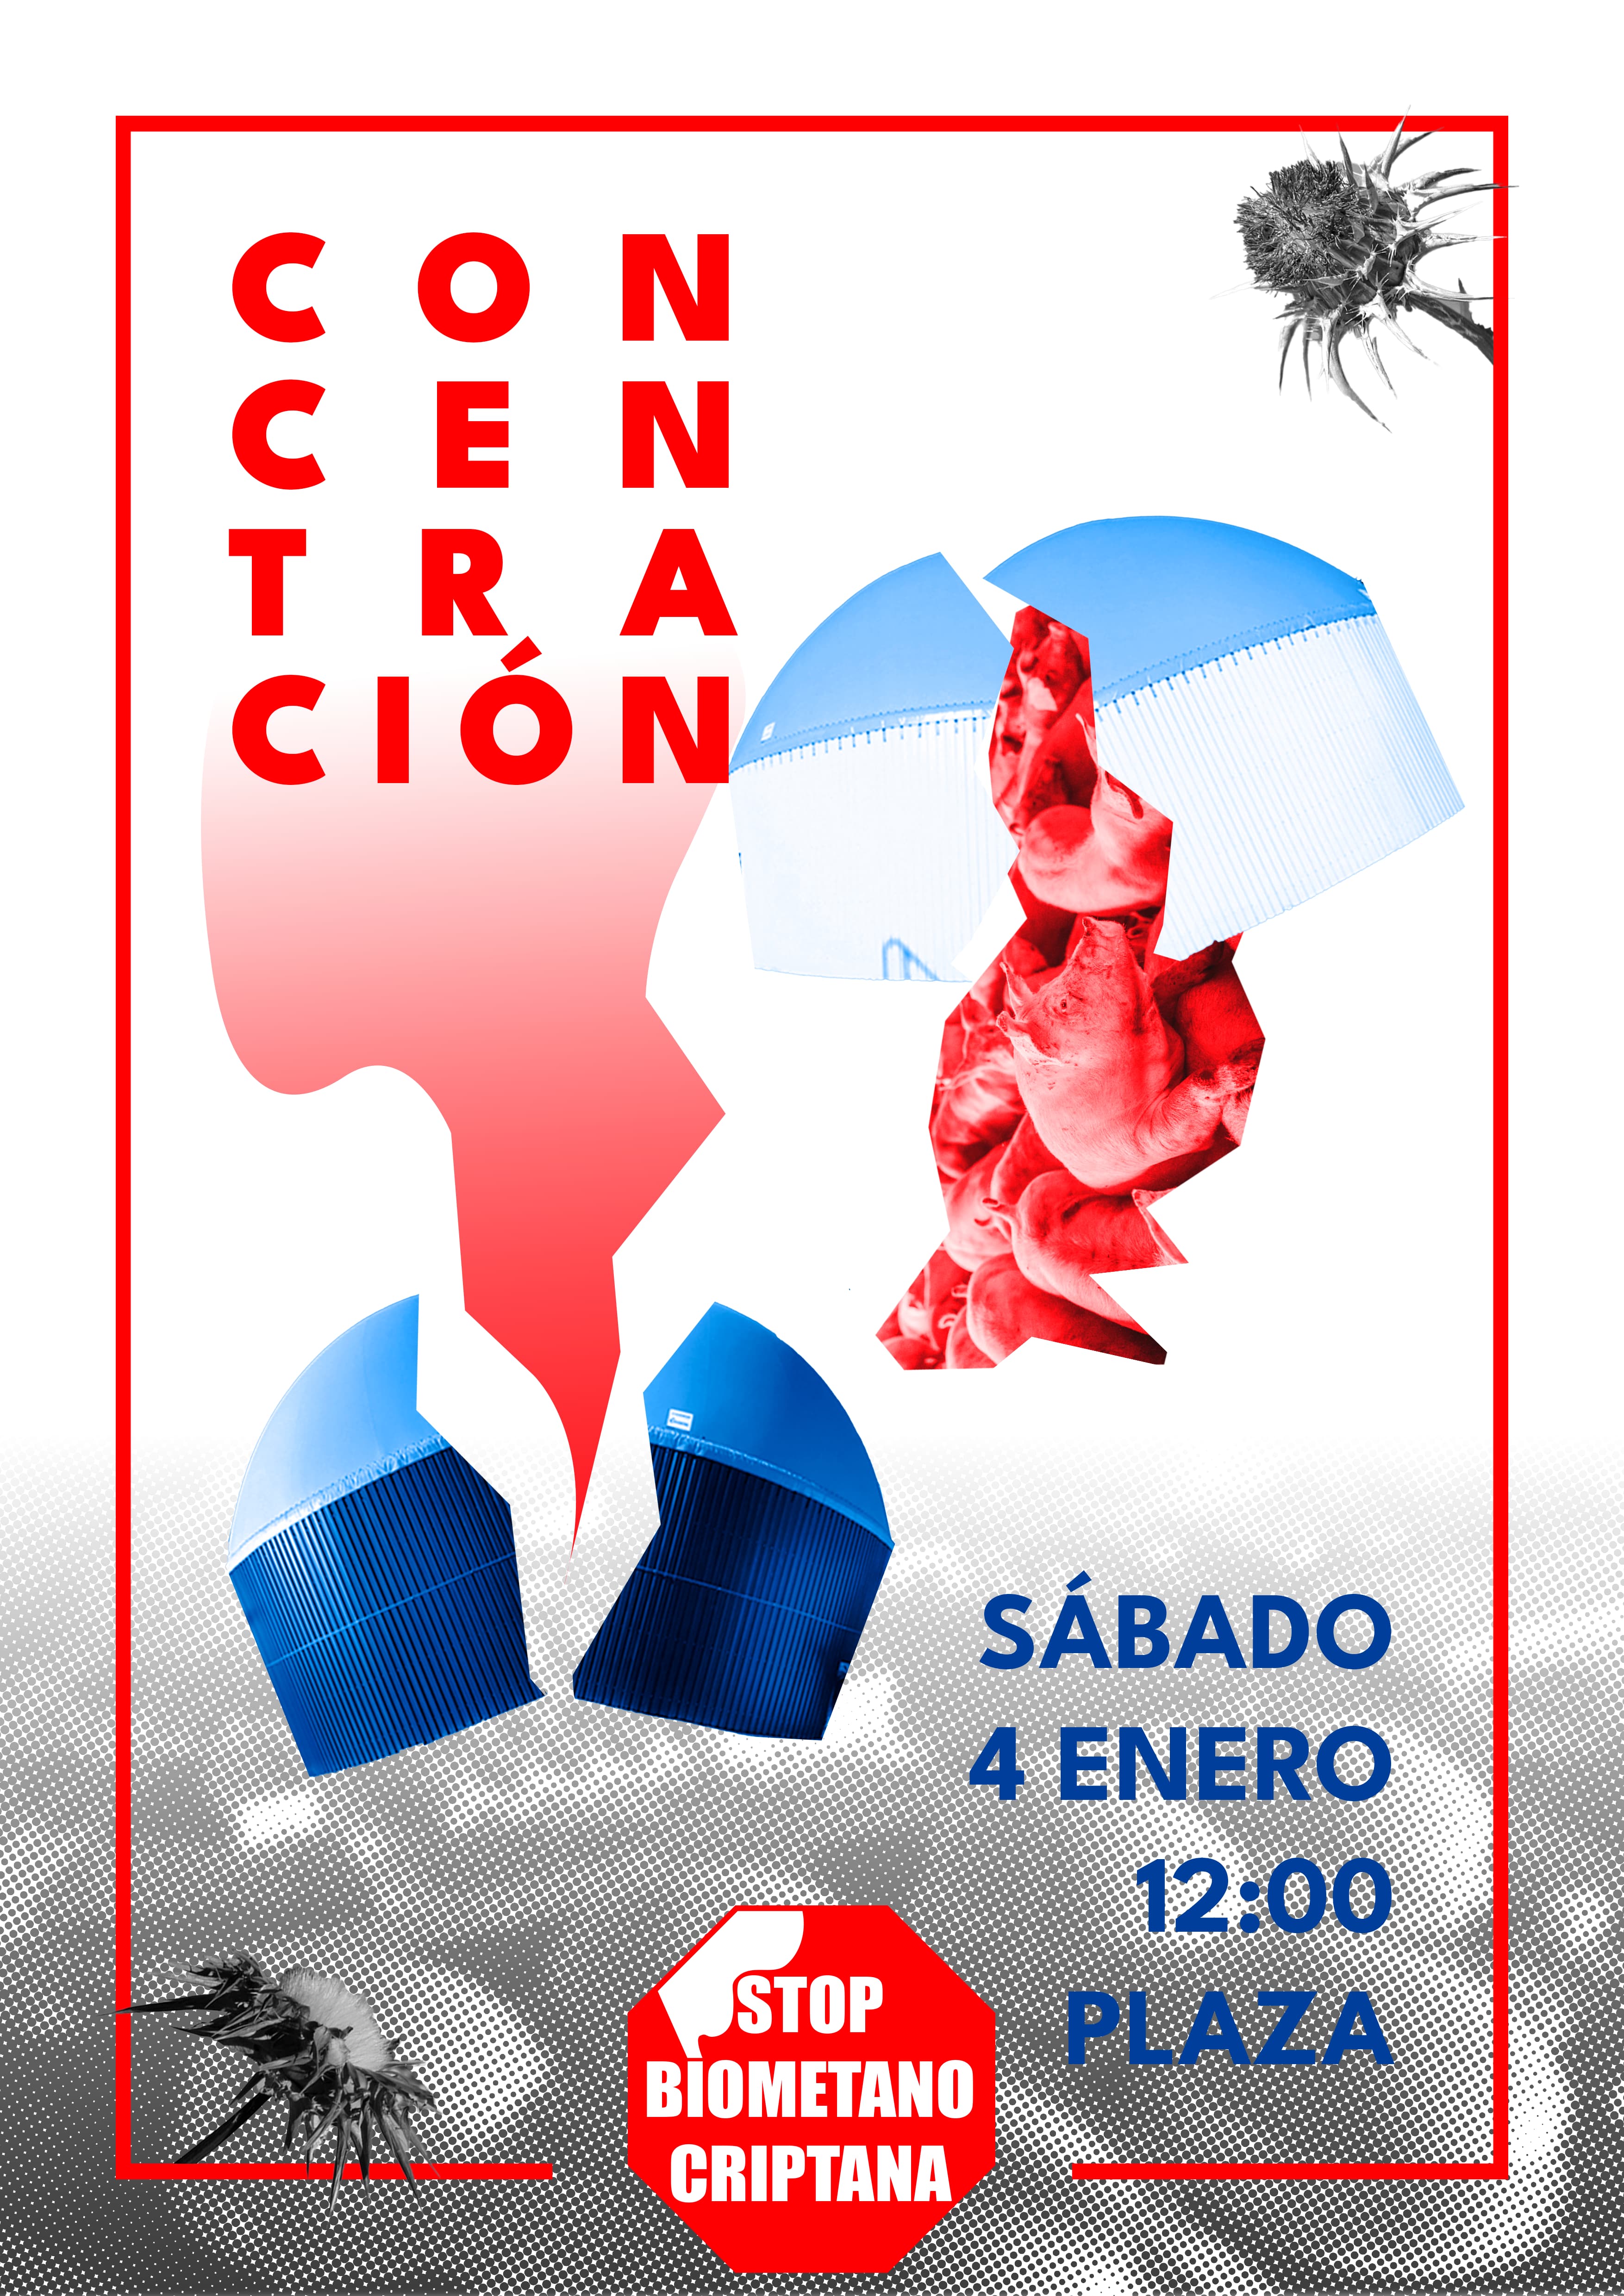 CON
CEN
TRA
CIÓN
SÁBADO
4 ENERO
12:00
PLAZA
STOP
BIOMETANO
CRIPTANA